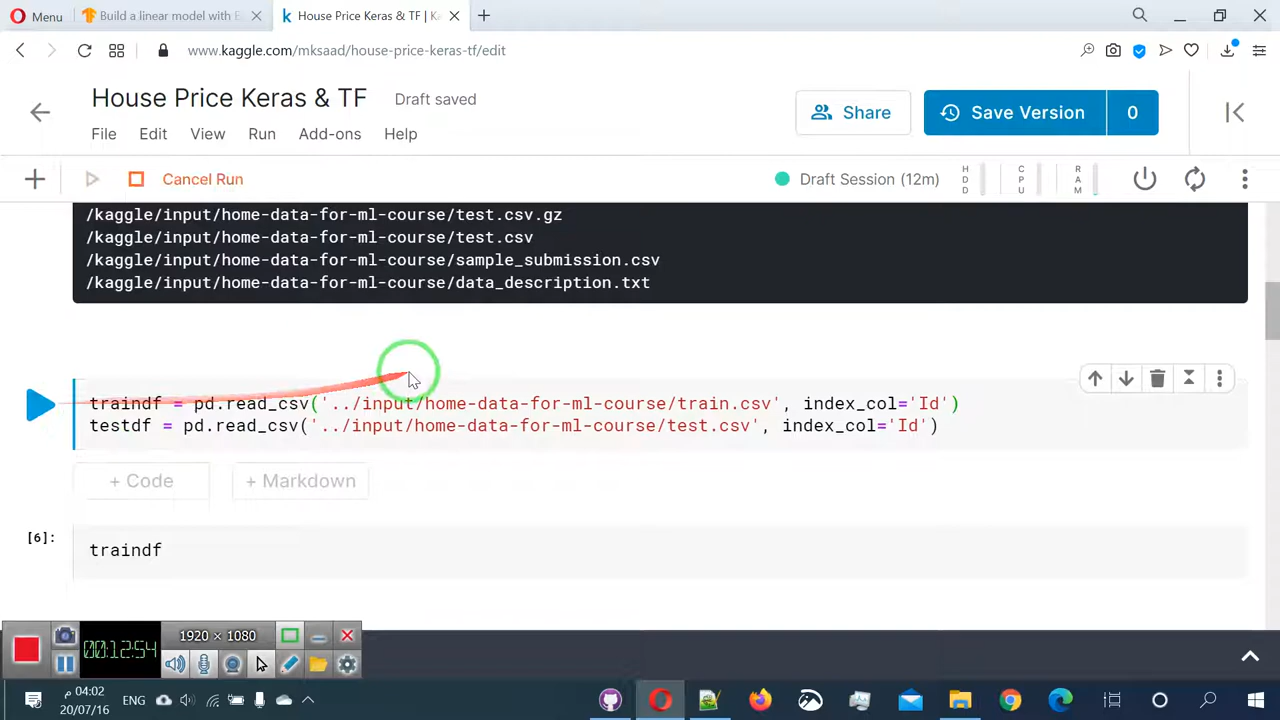 Menu
Build a linear model with E
House Price Keras & TF | K
www.kaggle.com/mksaad/house-price-keras-tf/edit
House Price Keras & TF
Draft saved
File Edit View Run Add-ons Help
Share
Save Version 0
Cancel Run
Draft Session (12m)
HDD
CPU
RAM
/kaggle/input/home-data-for-ml-course/test.csv.gz
/kaggle/input/home-data-for-ml-course/test.csv
/kaggle/input/home-data-for-ml-course/sample_submission.csv
/kaggle/input/home-data-for-ml-course/data_description.txt
traindf = pd.read_csv('../input/home-data-for-ml-course/train.csv', index_col='Id')
testdf = pd.read_csv('../input/home-data-for-ml-course/test.csv', index_col='Id')
+ Code
+ Markdown
[6]:
traindf
00:12:54
1920 × 1080
ENG
04:02 م
20/07/16